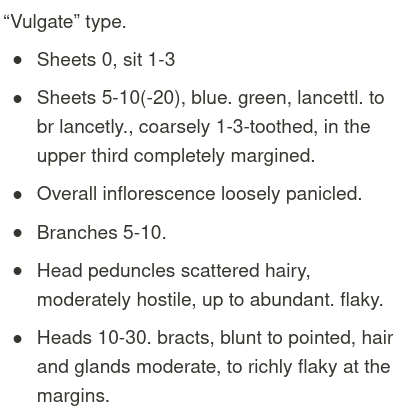 “Vulgate” type.
● Sheets 0, sit 1-3
● Sheets 5-10(-20), blue. green, lancettl. to
br lancetly., coarsely 1-3-toothed, in the
upper third completely margined.
● Overall inflorescence loosely panicled.
● Branches 5-10.
● Head peduncles scattered hairy,
moderately hostile, up to abundant. flaky.
● Heads 10-30. bracts, blunt to pointed, hair
and glands moderate, to richly flaky at the
margins.